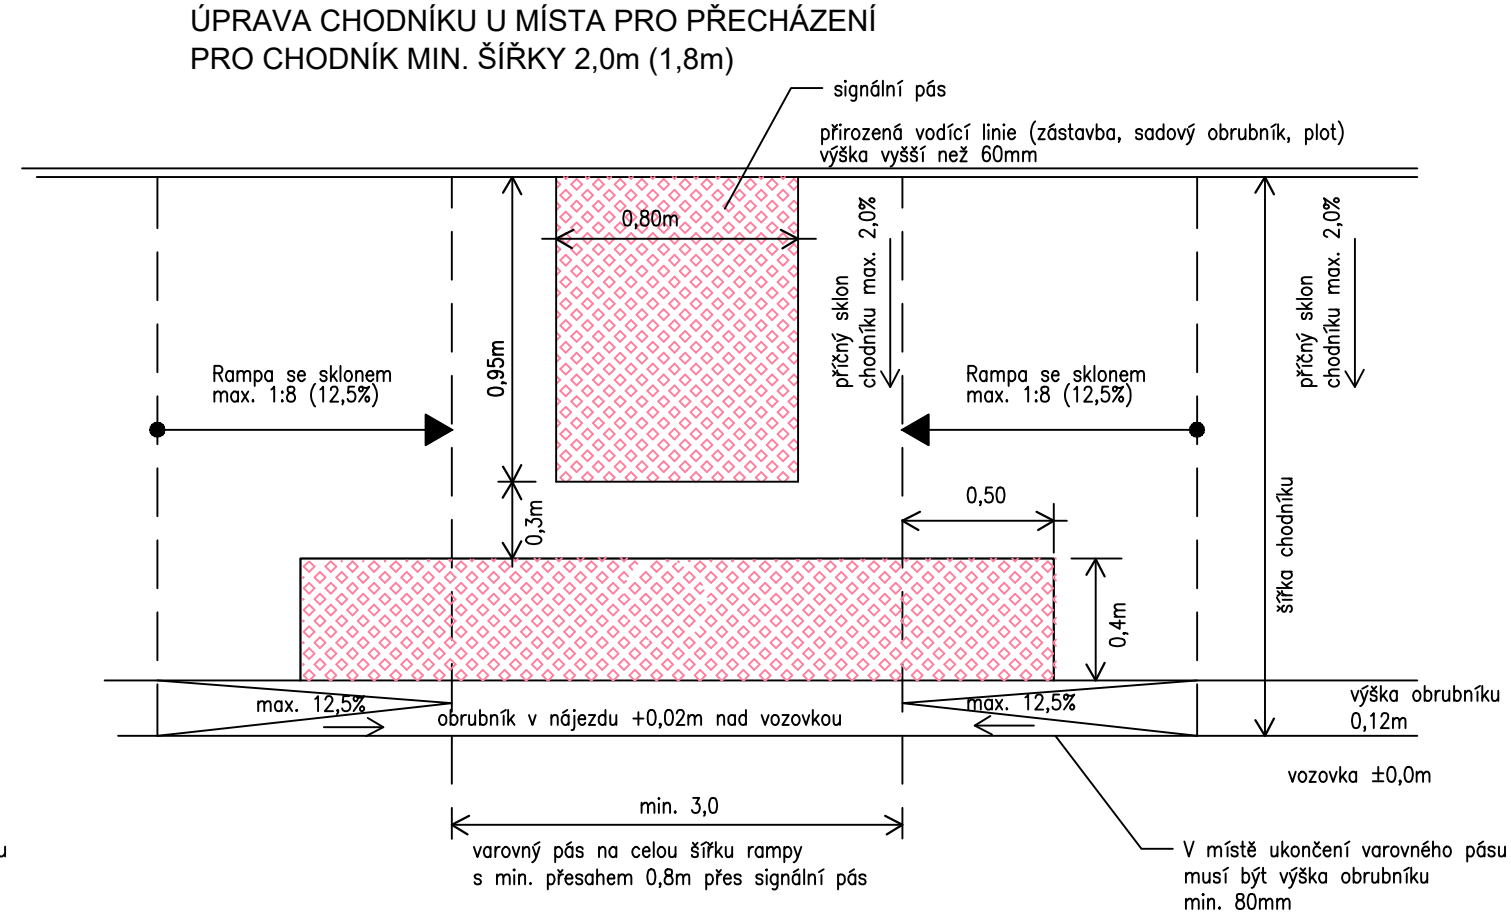 ÚPRAVA CHODNÍKU U MÍSTA PRO PŘECHÁZENÍ
PRO CHODNÍK MIN. ŠÍŘKY 2,0m (1,8m)
signální pás
přirozená vodící linie (zástavba, sadový obrubník, plot)
výška vyšší než 60mm
0,80m
příčný sklon
chodníku max. 2,0%
příčný sklon
chodníku max. 2,0%
0,95m
Rampa se sklonem
max. 1:8 (12,5%)
Rampa se sklonem
max. 1:8 (12,5%)
0,3m
0,50
šířka chodníku
0,4m
max. 12,5%
obrubník v nájezdu +0,02m nad vozovkou
max. 12,5%
výška obrubníku
0,12m
vozovka ±0,0m
min. 3,0
varovný pás na celou šířku rampy
s min. přesahem 0,8m přes signální pás
V místě ukončení varovného pásu
musí být výška obrubníku
min. 80mm